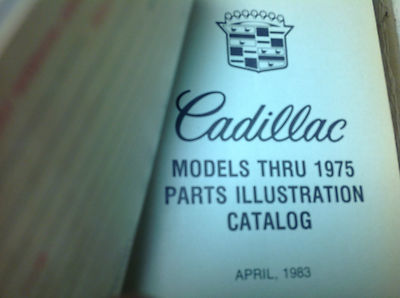 Cadillac
MODELS THRU 1975
PARTS ILLUSTRATION
CATALOG
APRIL, 1983